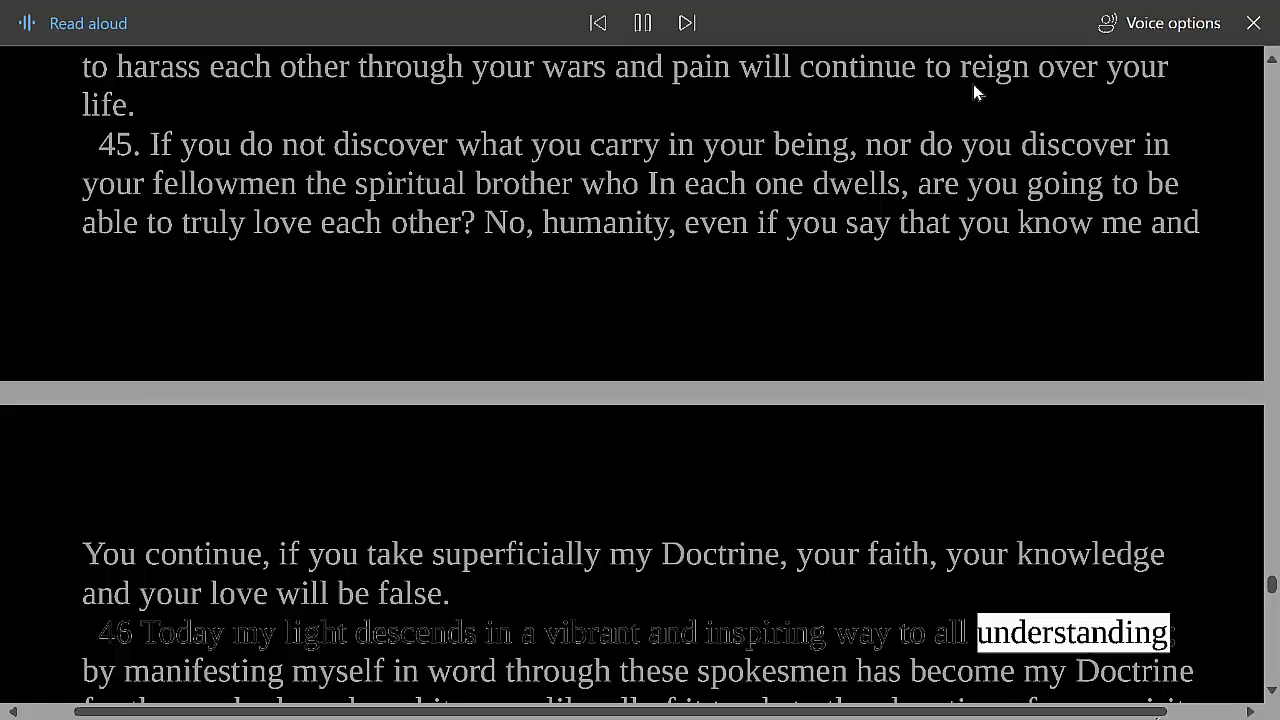 Read aloud
Voice options
to harass each other through your wars and pain will continue to reign over your
life.
45. If you do not discover what you carry in your being, nor do you discover in
your fellowmen the spiritual brother who In each one dwells, are you going to be
able to truly love each other? No, humanity, even if you say that you know me and
You continue, if you take superficially my Doctrine, your faith, your knowledge
and your love will be false.
46 Today my light descends in a vibrant and inspiring way to all understanding;
by manifesting myself in word through these spokesmen has become my Doctrine